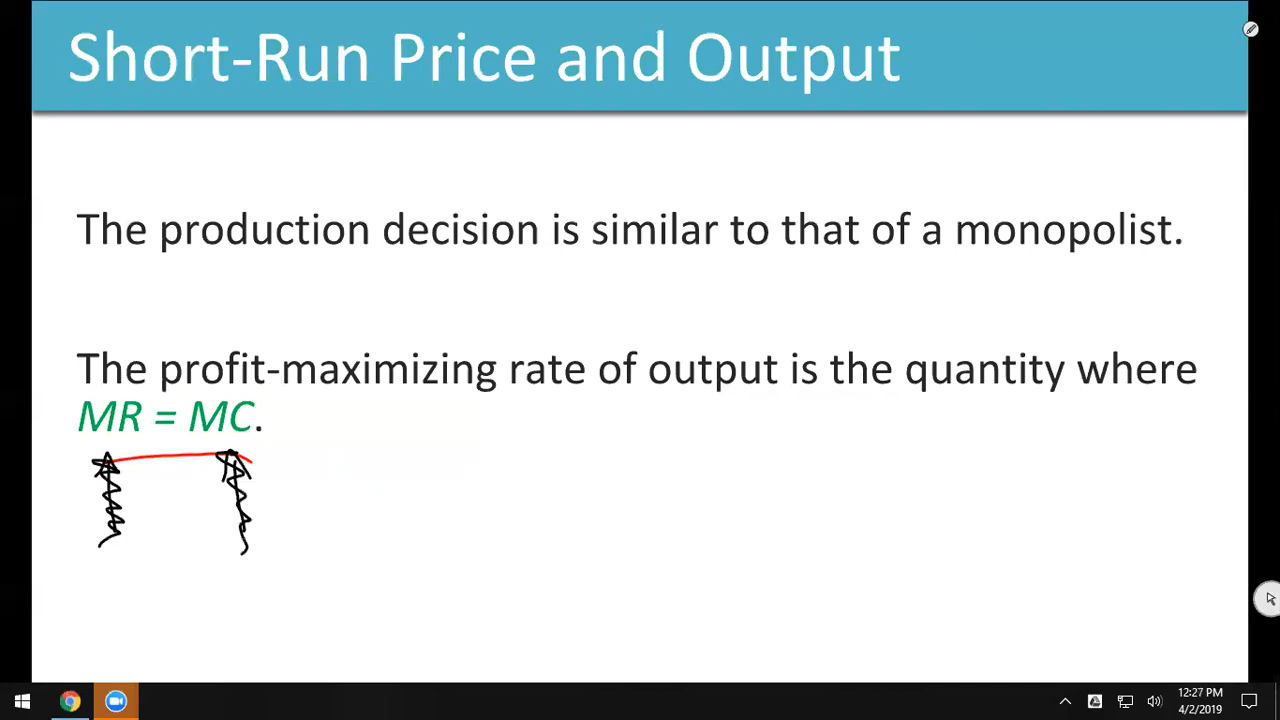 Short-Run Price and Output
The production decision is similar to that of a monopolist.
The profit-maximizing rate of output is the quantity where
MR = MC.
12:27 PM
4/2/2019